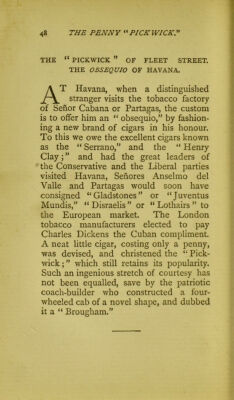 48 THE PENNY "PICKWICK."
THE "PICKWICK" OF FLEET STREET.
THE OBSEQUIO OF HAVANA.
AT Havana, when a distinguished
stranger visits the tobacco factory
of Señor Cabana or Partagas, the custom
is to offer him an "obsequio," by fashion-
ing a new brand of cigars in his honour.
To this we owe the excellent cigars known
as the "Serrano," and the "Henry
Clay;" and had the great leaders of
the Conservative and the Liberal parties
visited Havana, Señores Anselmo del
Valle and Partagas would soon have
consigned "Gladstones" or "Juventus
Mundis," "Disraelis" or "Lothairs" to
the European market. The London
tobacco manufacturers elected to pay
Charles Dickens the Cuban compliment.
A neat little cigar, costing only a penny,
was devised, and christened the "Pick-
wick;" which still retains its popularity.
Such an ingenious stretch of courtesy has
not been equalled, save by the patriotic
coach-builder who constructed a four-
wheeled cab of a novel shape, and dubbed
it a "Brougham."